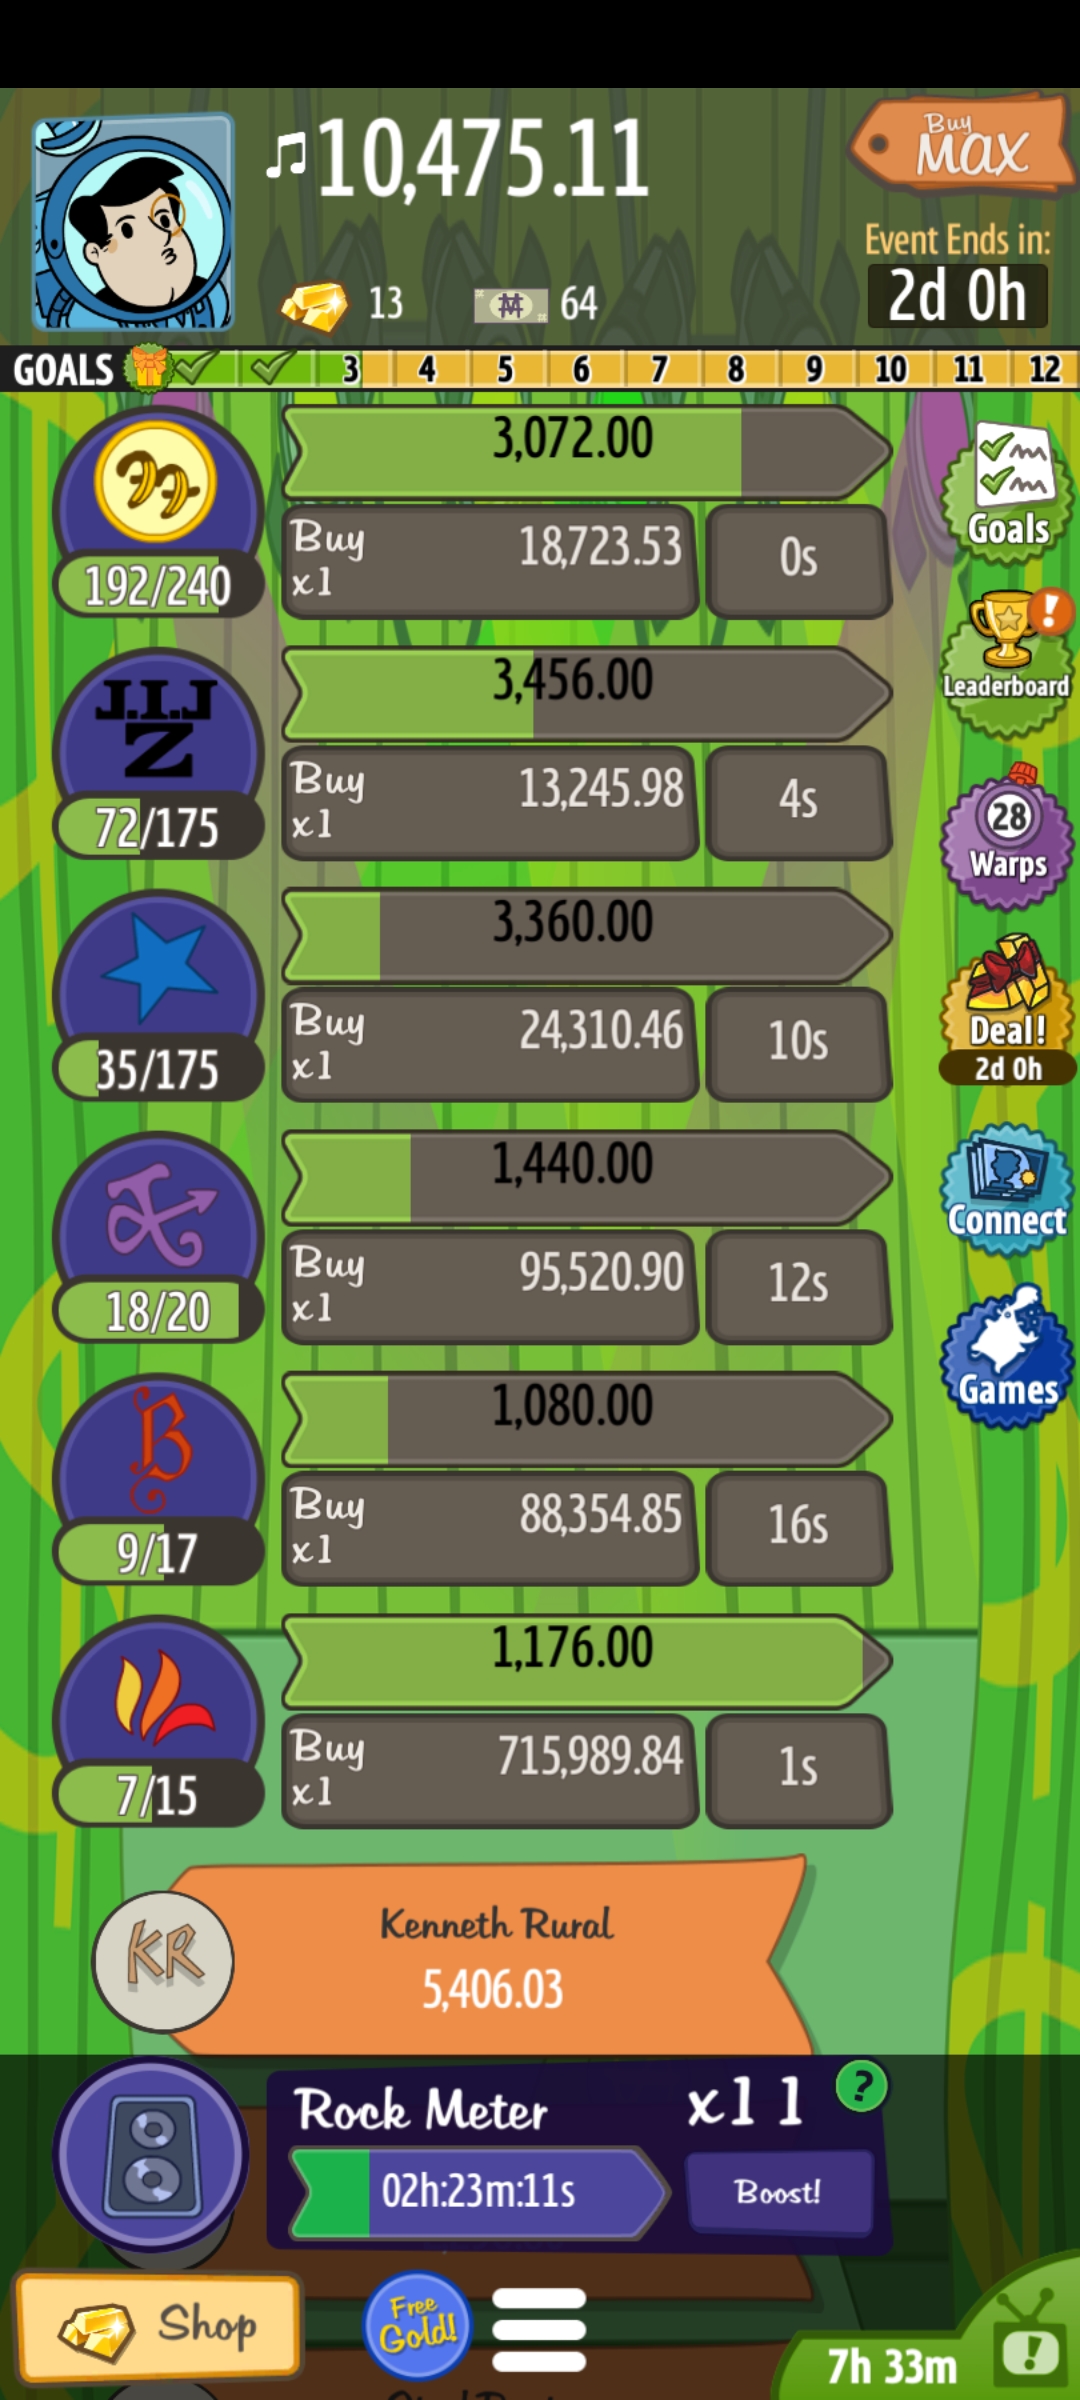 10,475.11
Buy
MAX
Event Ends in:
2d 0h
13
64
GOALS 3 4 5 6 7 8 9 10 11 12
3,072.00
Buy
x1
18,723.53
0s
192/240
Goals
Leaderboard
J.I.J
Z
3,456.00
Buy
x1
13,245.98
4s
72/175
28
Warps
3,360.00
Buy
x1
24,310.46
10s
35/175
Deal!
2d 0h
1,440.00
Buy
x1
95,520.90
12s
18/20
Connect
B
1,080.00
Buy
x1
88,354.85
16s
9/17
Games
1,176.00
Buy
x1
715,989.84
1s
7/15
KR
Kenneth Rural
5,406.03
Rock Meter
x11
?
02h:23m:11s
Boost!
Shop
Free
Gold!
7h 33m